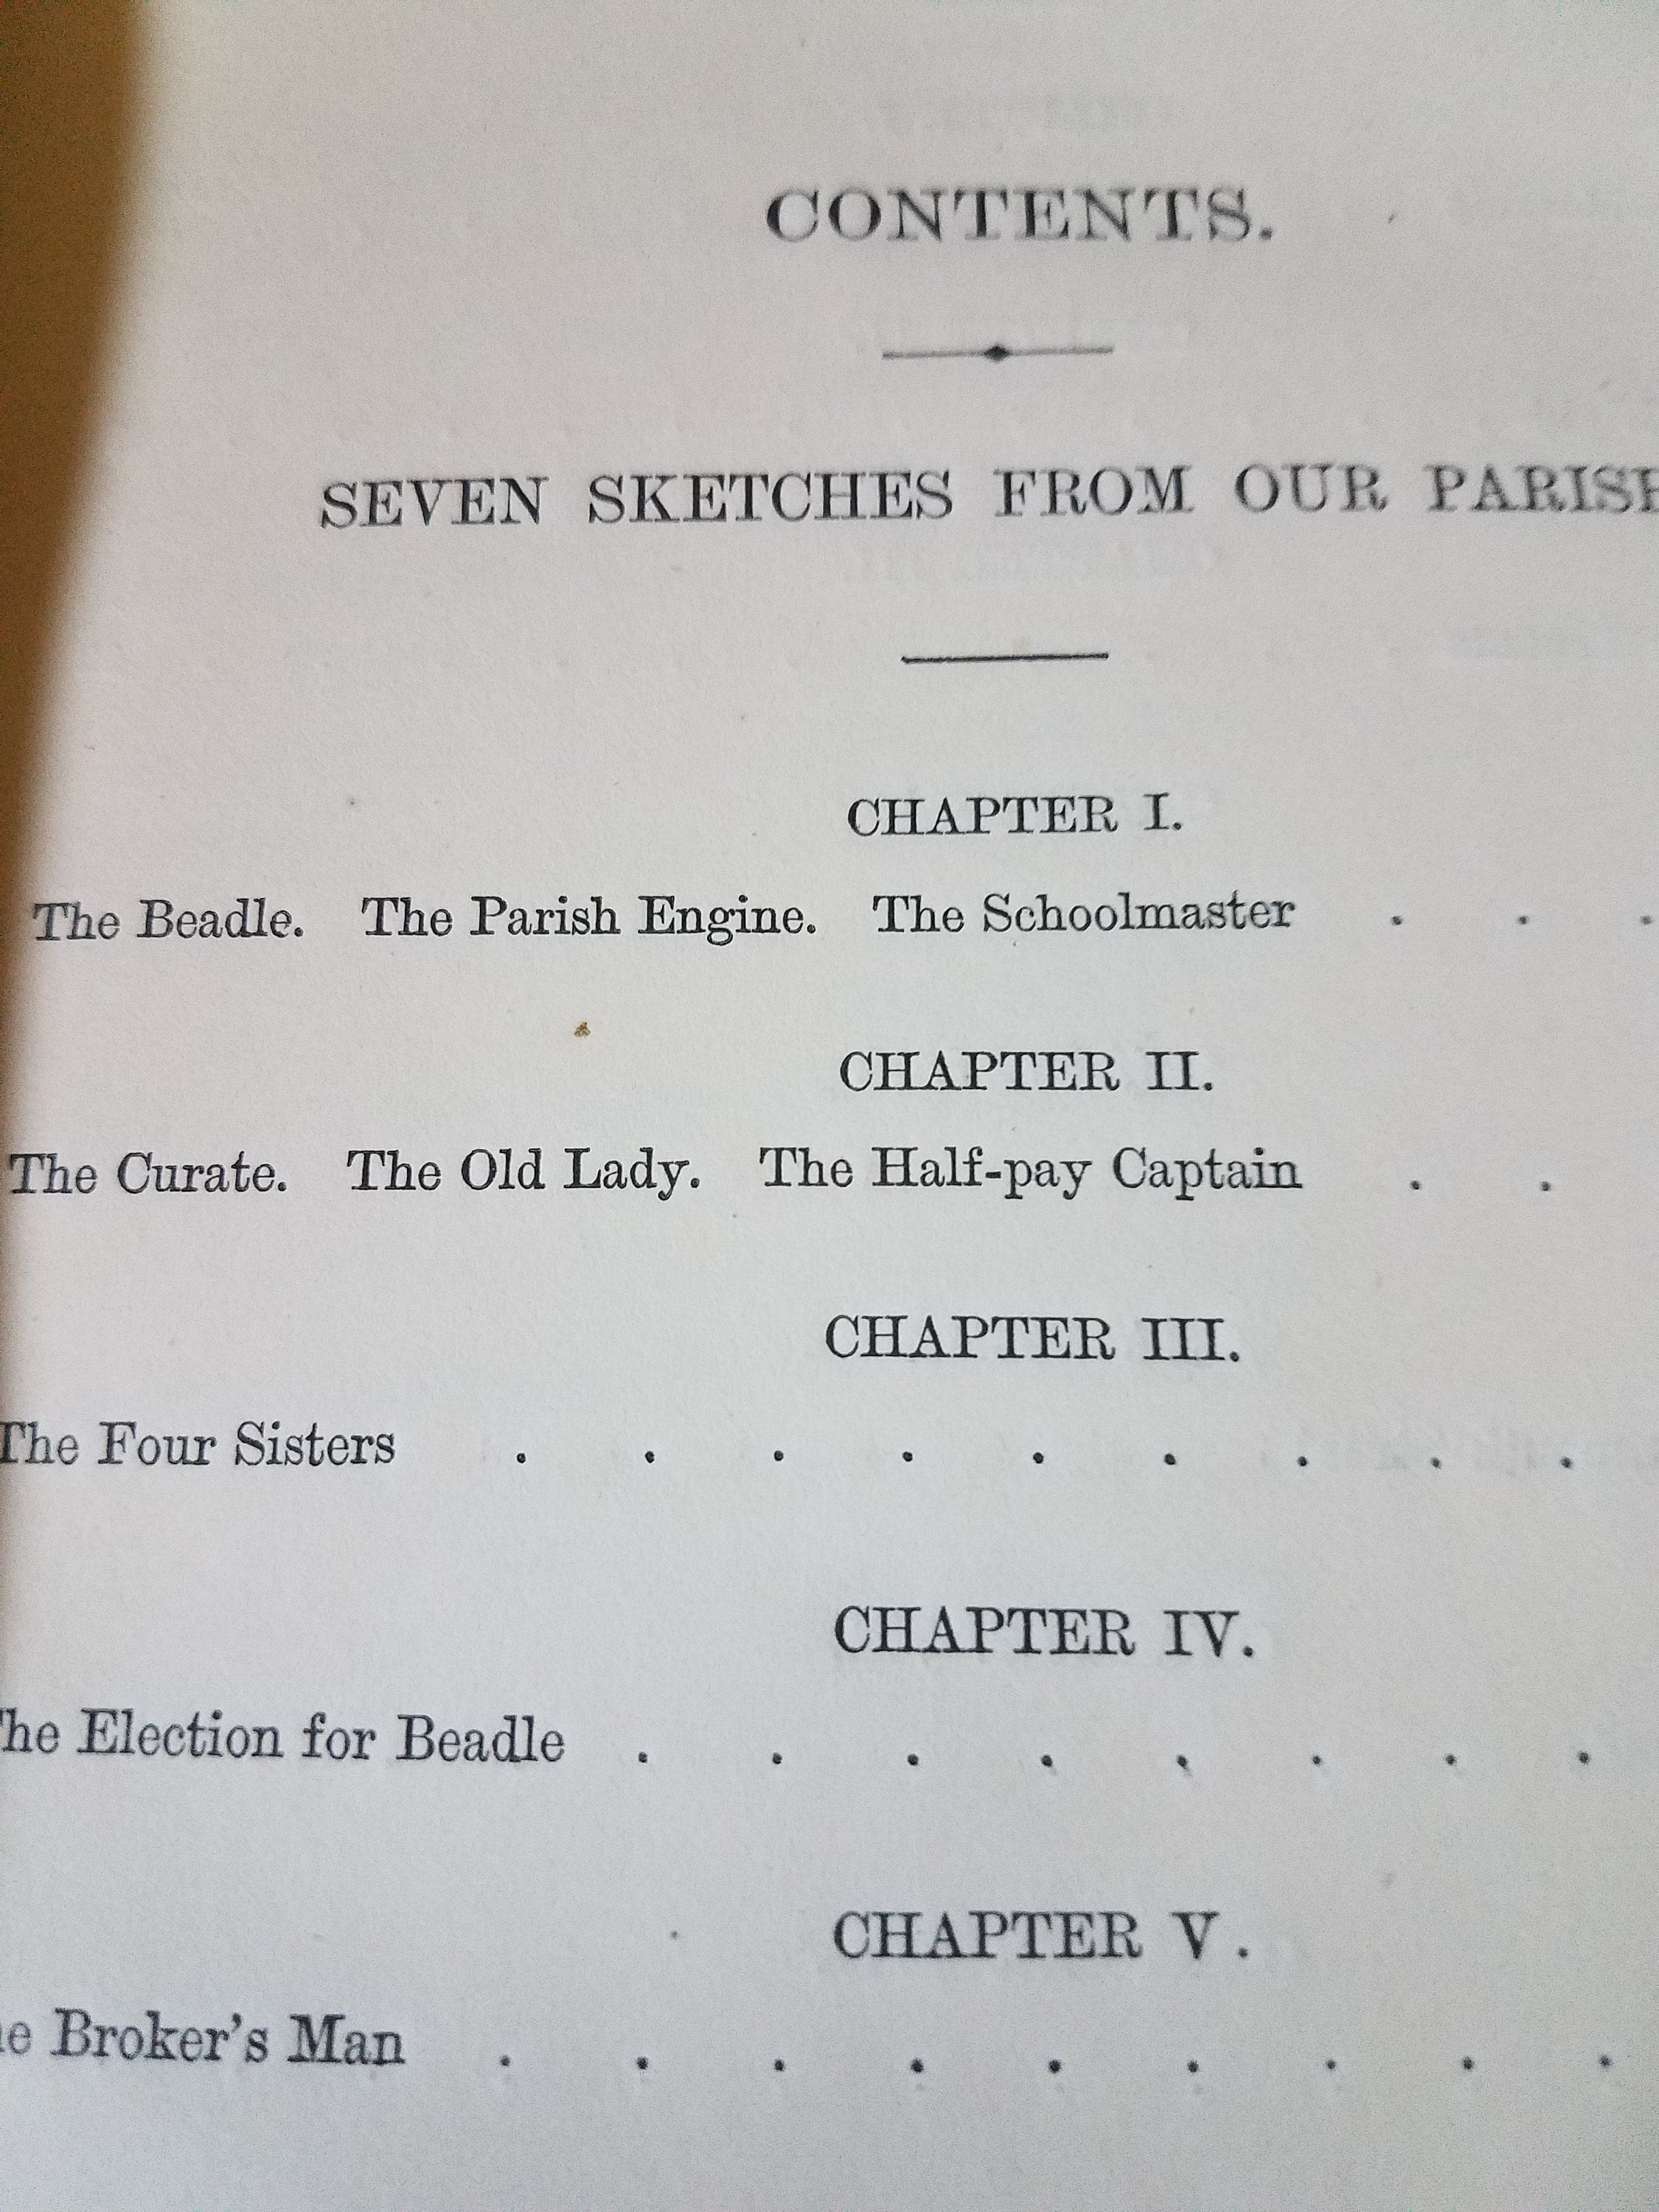 CONTENTS.
SEVEN SKETCHES FROM OUR PARISH
CHAPTER I.
The Beadle. The Parish Engine. The Schoolmaster . . .
CHAPTER II.
The Curate. The Old Lady. The Half-pay Captain . .
CHAPTER III.
The Four Sisters . . . . . . . . .
CHAPTER IV.
The Election for Beadle . . . . . . . .
CHAPTER V.
he Broker's Man . . . . . . . . .